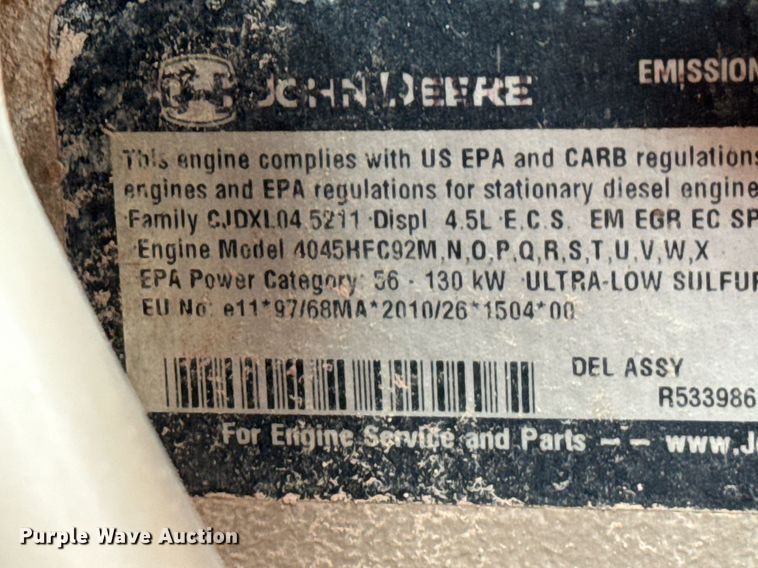 JOHN DEERE
EMISSION
This engine complies with US EPA and CARB regulations
engines and EPA regulations for stationary diesel engine
Family CJDXL04.5211 Displ 4.5L E.C.S. EM EGR EC SP
Engine Model 4045HFC92M,N,O,P,Q,R,S,T,U,V,W,X
EPA Power Category: 56 - 130 kW ULTRA-LOW SULFUR
EU No: e11*97/68MA*2010/26*1504*00
DEL ASSY
R533986
For Engine Service and Parts – – www.J
Purple Wave Auction